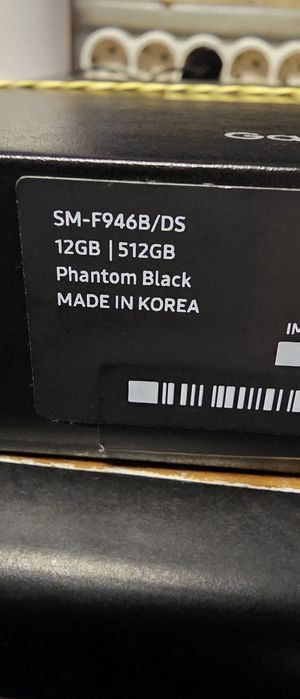 SM-F946B/DS
12GB | 512GB
Phantom Black
MADE IN KOREA